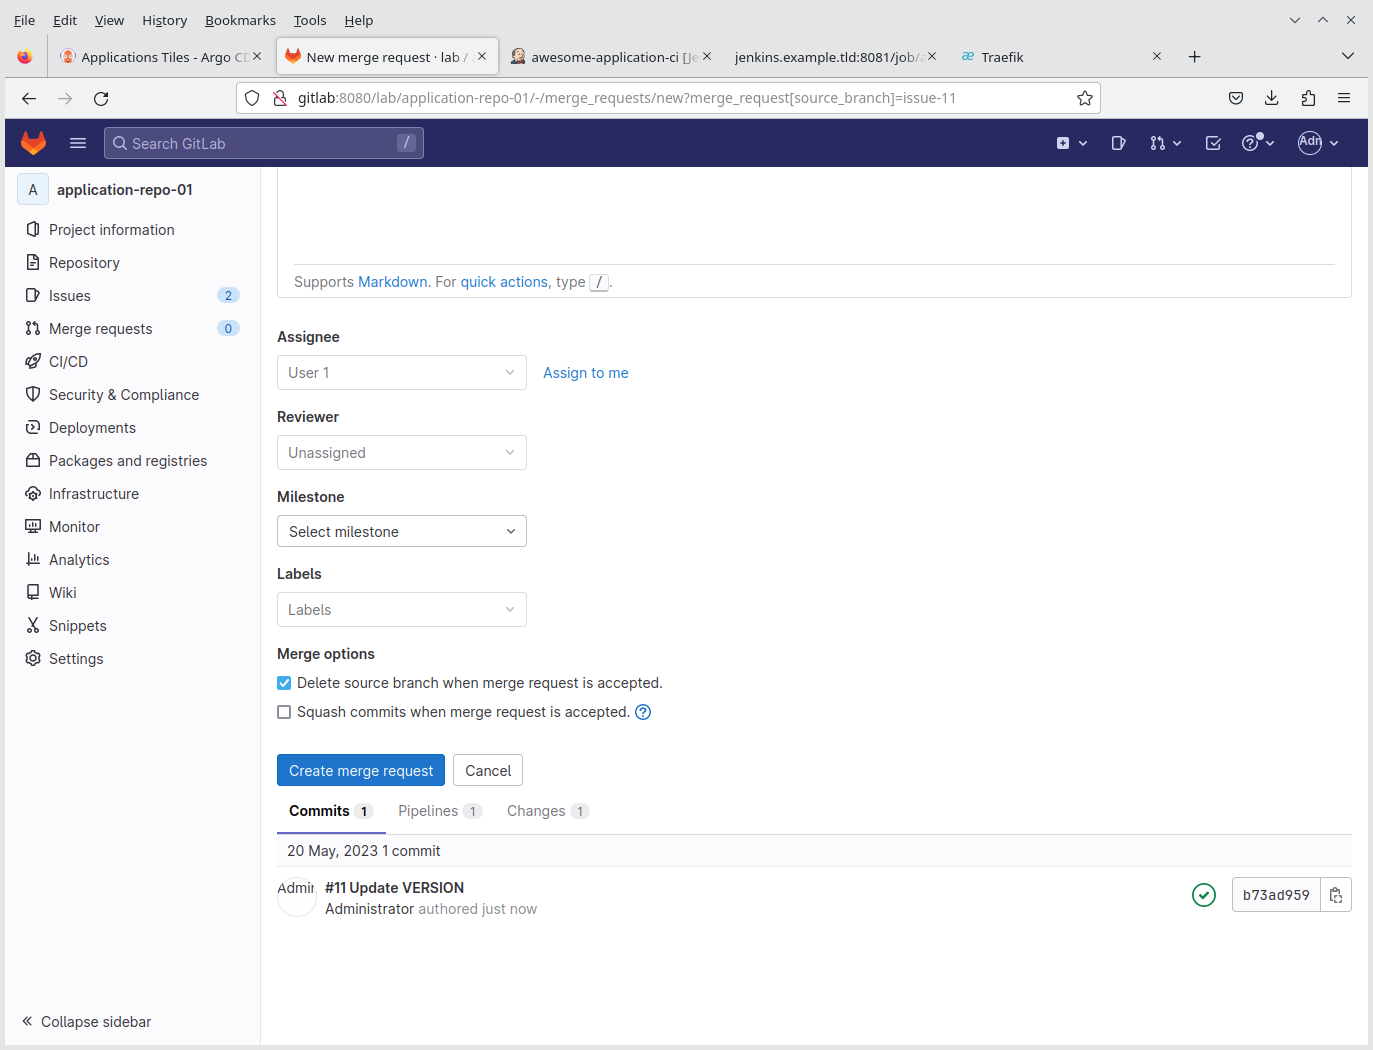 File Edit View History Bookmarks Tools Help
Applications Tiles - Argo CD
New merge request · lab /
awesome-application-ci [Je
jenkins.example.tld:8081/job/a
Traefik
gitlab:8080/lab/application-repo-01/-/merge_requests/new?merge_request[source_branch]=issue-11
Search GitLab /
Adn
A application-repo-01
Project information
Repository
Issues 2
Merge requests 0
CI/CD
Security & Compliance
Deployments
Packages and registries
Infrastructure
Monitor
Analytics
Wiki
Snippets
Settings
Collapse sidebar
Supports Markdown. For quick actions, type /.
Assignee
User 1 Assign to me
Reviewer
Unassigned
Milestone
Select milestone
Labels
Labels
Merge options
Delete source branch when merge request is accepted.
Squash commits when merge request is accepted.
Create merge request Cancel
Commits 1 Pipelines 1 Changes 1
20 May, 2023 1 commit
Admin #11 Update VERSION
Administrator authored just now
b73ad959